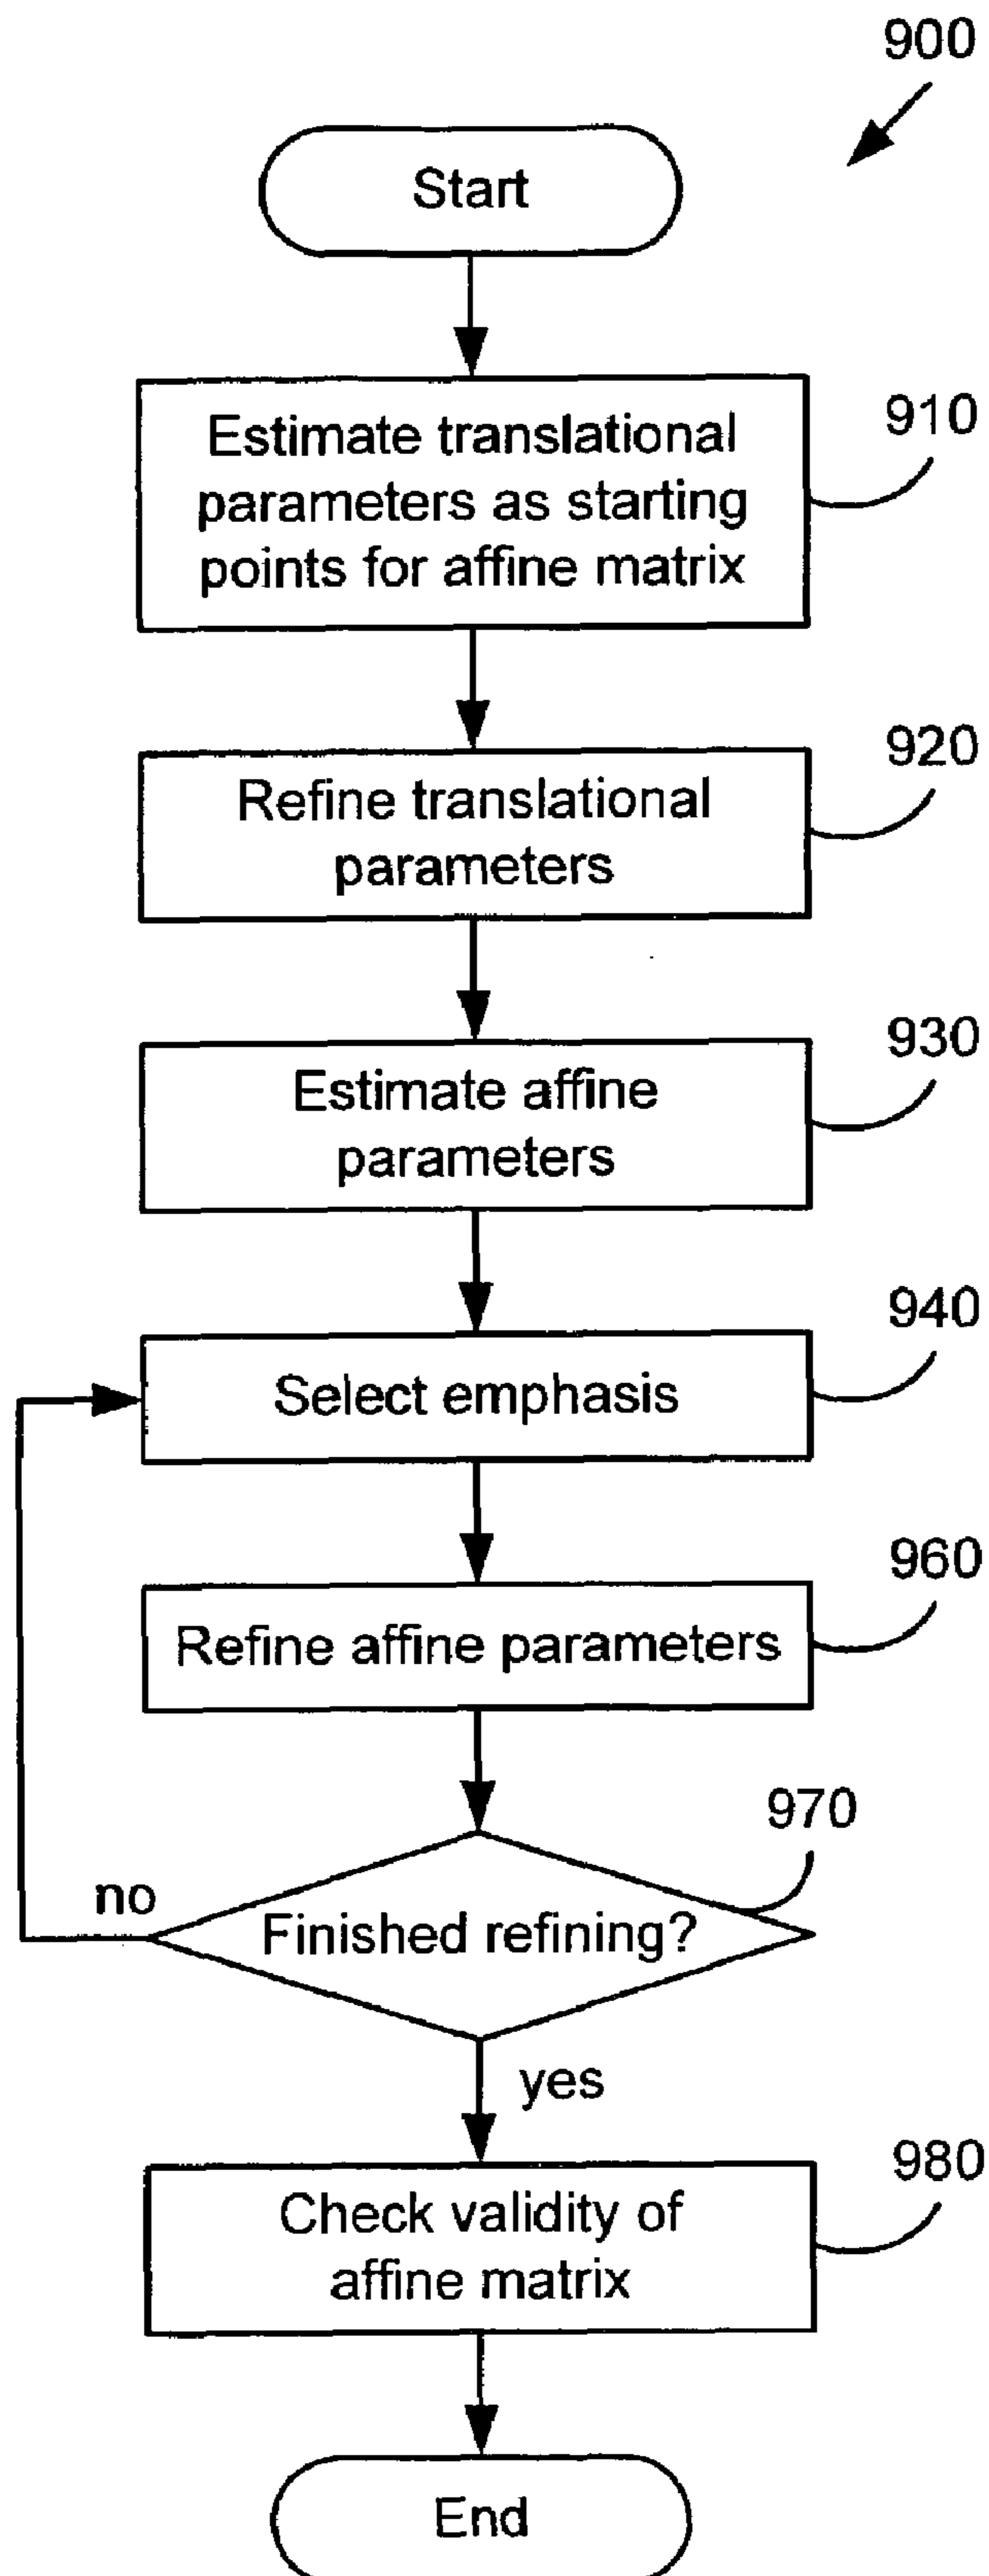 900
Start
Estimate translational
parameters as starting
points for affine matrix
910
Refine translational
parameters
920
Estimate affine
parameters
930
Select emphasis
940
Refine affine parameters
960
Finished refining?
970
no
yes
Check validity of
affine matrix
980
End